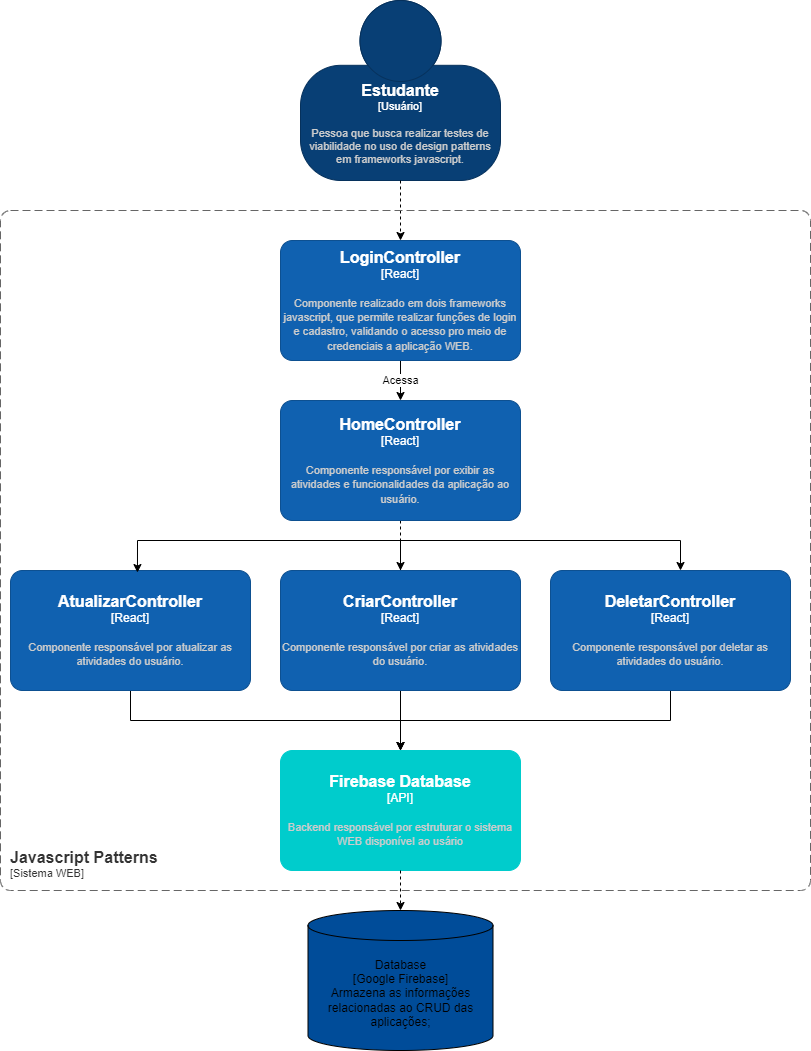 Estudante
[Usuário]
Pessoa que busca realizar testes de
viabilidade no uso de design patterns
em frameworks javascript.
LoginController
[React]
Componente realizado em dois frameworks
javascript, que permite realizar funções de login
e cadastro, validando o acesso pro meio de
credenciais a aplicação WEB.
Acessa
HomeController
[React]
Componente responsável por exibir as
atividades e funcionalidades da aplicação ao
usuário.
AtualizarController
[React]
Componente responsável por atualizar as
atividades do usuário.
CriarController
[React]
Componente responsável por criar as atividades
do usuário.
DeletarController
[React]
Componente responsável por deletar as
atividades do usuário.
Firebase Database
[API]
Backend responsável por estruturar o sistema
WEB disponível ao usário
Javascript Patterns
[Sistema WEB]
Database
[Google Firebase]
Armazena as informações
relacionadas ao CRUD das
aplicações;